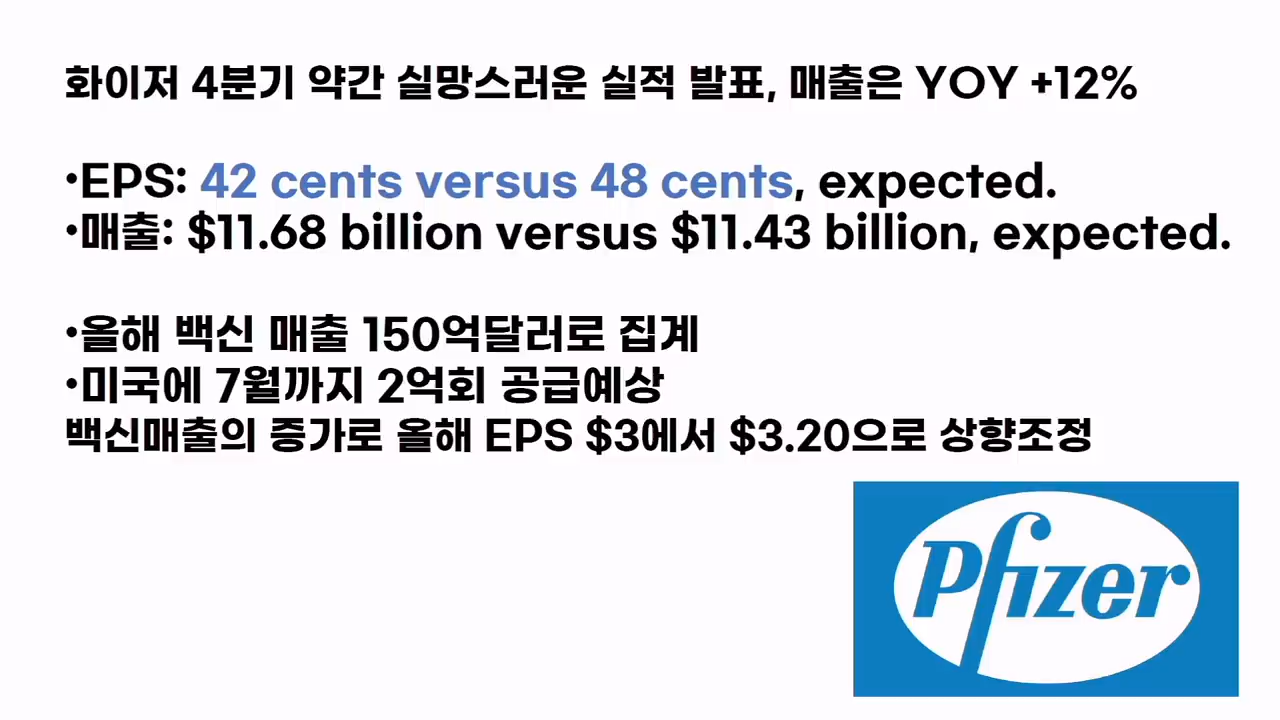 화이저 4분기 약간 실망스러운 실적 발표, 매출은 YOY +12%
•EPS: 42 cents versus 48 cents, expected.
•매출: $11.68 billion versus $11.43 billion, expected.
•올해 백신 매출 150억달러로 집계
•미국에 7월까지 2억회 공급예상
백신매출의 증가로 올해 EPS $3에서 $3.20으로 상향조정
Pfizer